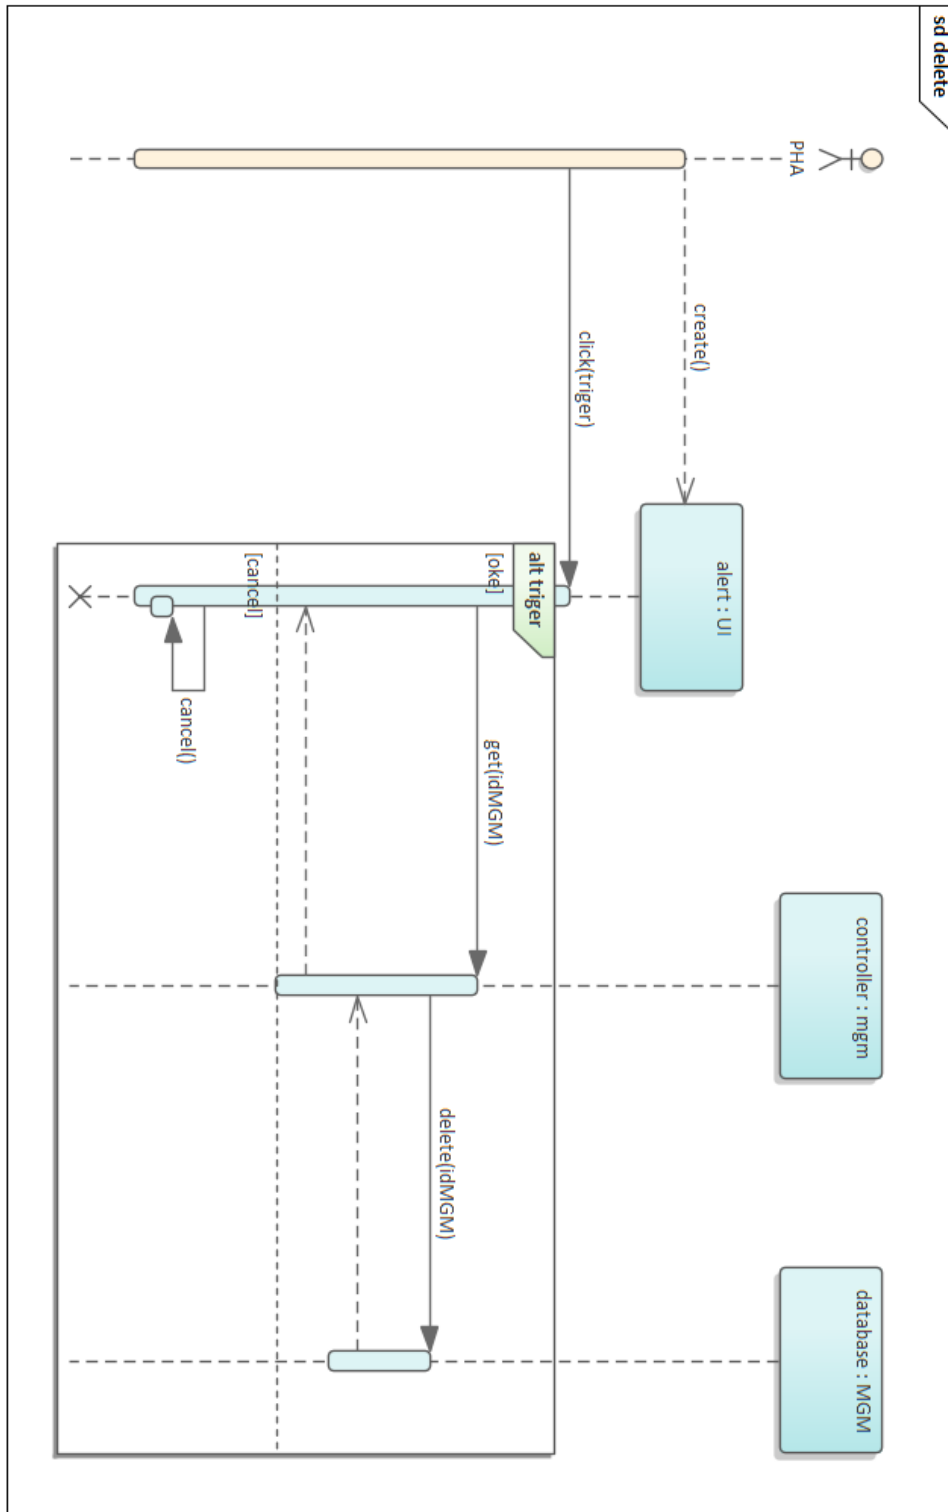 sd delete
PHA
alert : UI
controller : mgm
database : MGM
create()
click(triger)
alt triger
[oke]
get(idMGM)
delete(idMGM)
[cancel]
cancel()